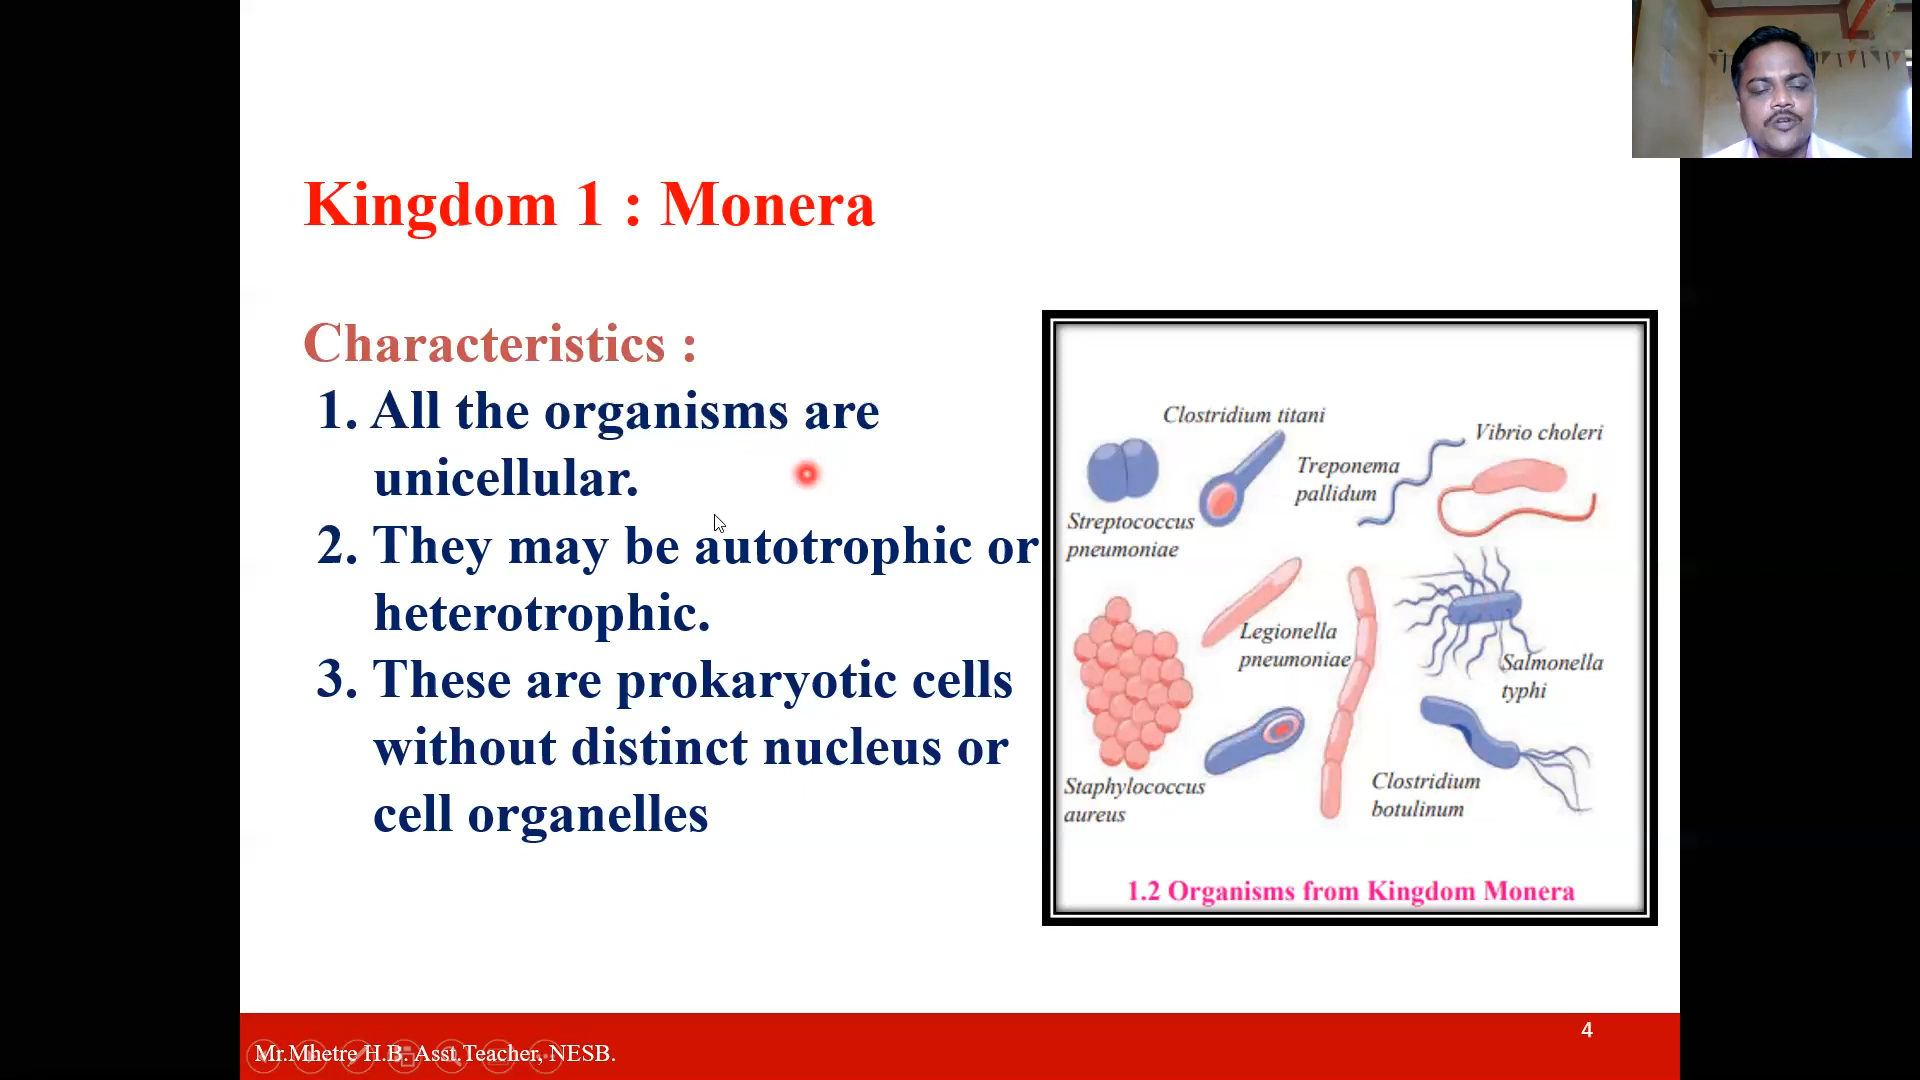 Kingdom 1 : Monera
Characteristics :
1. All the organisms are
unicellular.
2. They may be autotrophic or
heterotrophic.
3. These are prokaryotic cells
without distinct nucleus or
cell organelles
Clostridium titani
Vibrio choleri
Treponema
pallidum
Streptococcus
pneumoniae
Legionella
pneumoniae
Salmonella
typhi
Staphylococcus
aureus
Clostridium
botulinum
1.2 Organisms from Kingdom Monera
4
Mr.Mhetre H.B. Asst.Teacher, NESB.